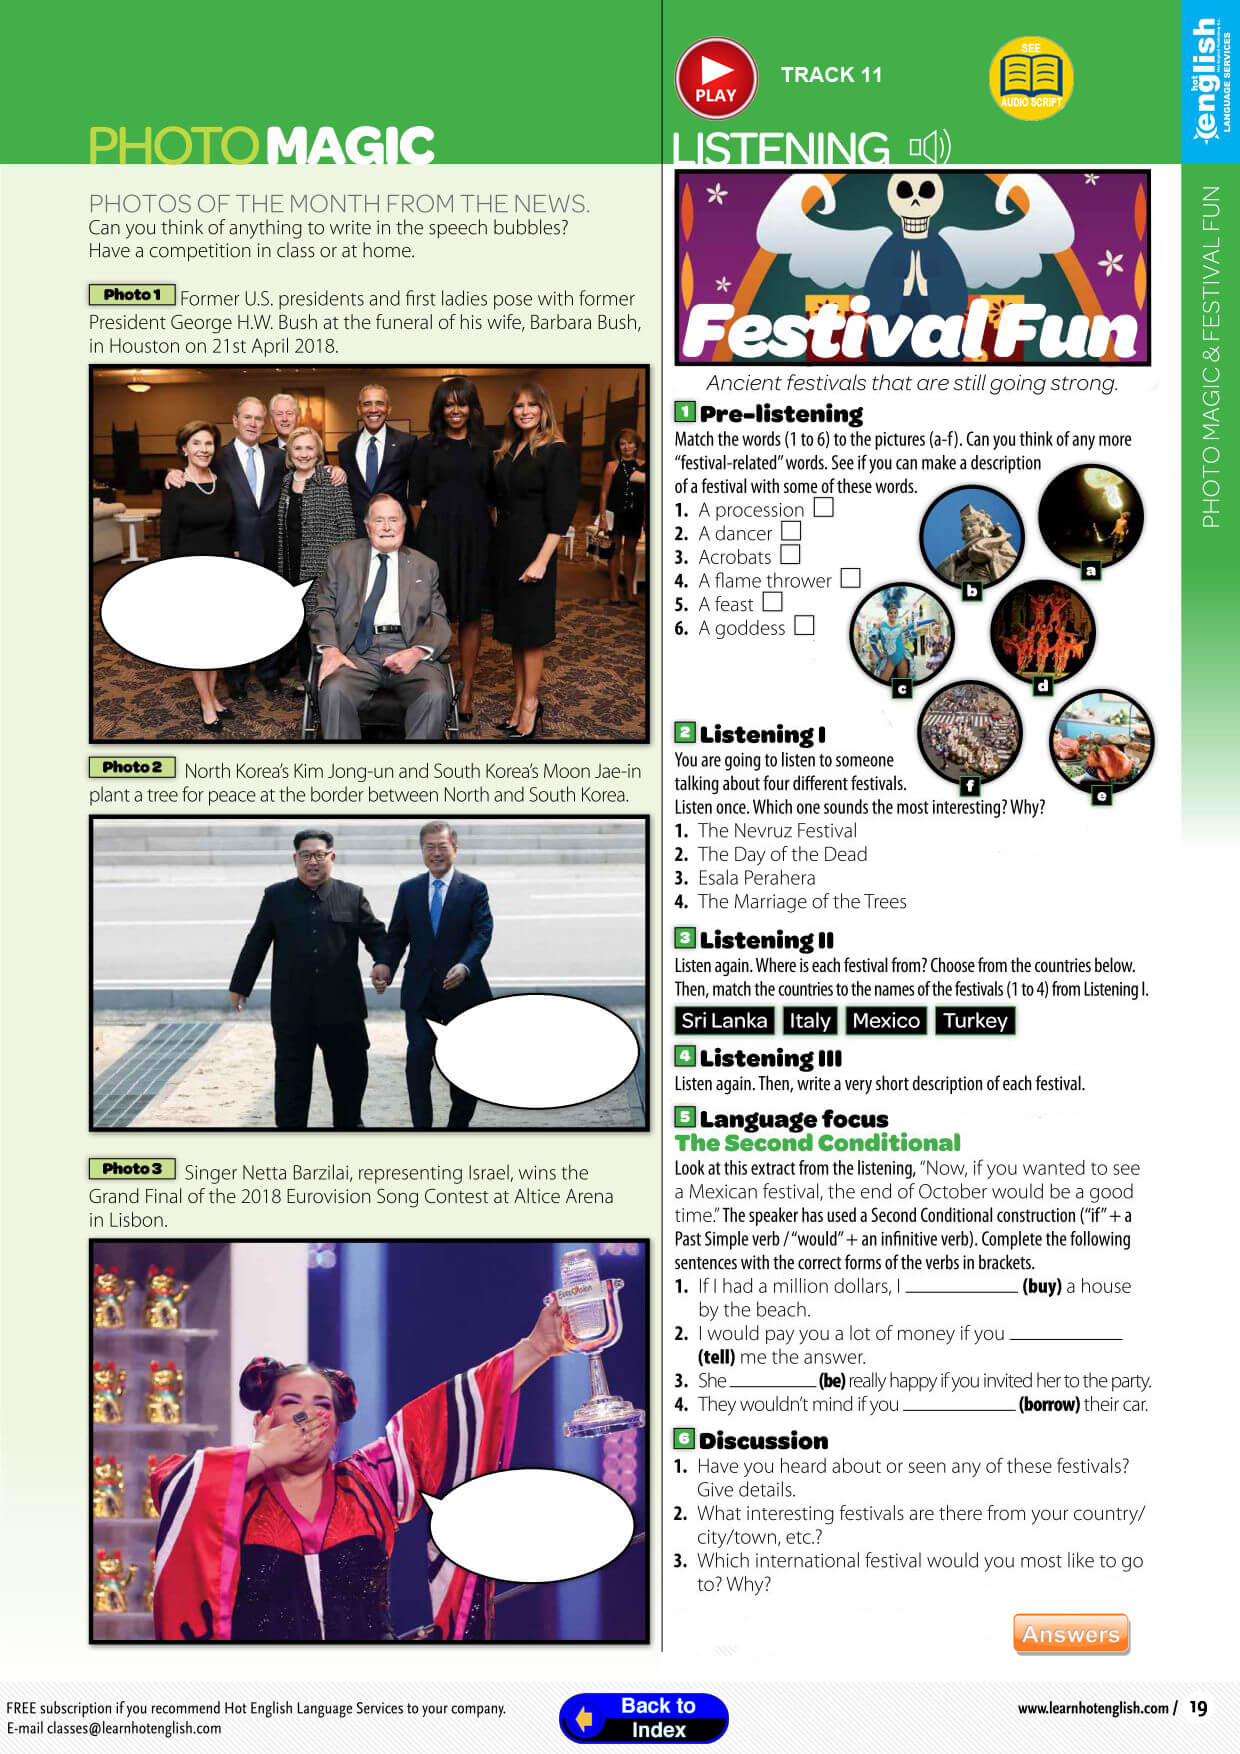 PLAY
TRACK 11
SEE
AUDIO SCRIPT
hot
english
LANGUAGE SERVICES
PHOTO MAGIC & FESTIVAL FUN
PHOTO MAGIC
PHOTOS OF THE MONTH FROM THE NEWS.
Can you think of anything to write in the speech bubbles?
Have a competition in class or at home.
Photo 1 Former U.S. presidents and first ladies pose with former
President George H.W. Bush at the funeral of his wife, Barbara Bush,
in Houston on 21st April 2018.
Photo 2 North Korea's Kim Jong-un and South Korea's Moon Jae-in
plant a tree for peace at the border between North and South Korea.
Photo 3 Singer Netta Barzilai, representing Israel, wins the
Grand Final of the 2018 Eurovision Song Contest at Altice Arena
in Lisbon.
LISTENING
Festival Fun
Ancient festivals that are still going strong.
1 Pre-listening
Match the words (1 to 6) to the pictures (a-f). Can you think of any more
“festival-related” words. See if you can make a description
of a festival with some of these words.
1. A procession
2. A dancer
3. Acrobats
4. A flame thrower
5. A feast
6. A goddess
a
b
c
d
f
e
2 Listening I
You are going to listen to someone
talking about four different festivals.
Listen once. Which one sounds the most interesting? Why?
1. The Nevruz Festival
2. The Day of the Dead
3. Esala Perahera
4. The Marriage of the Trees
3 Listening II
Listen again. Where is each festival from? Choose from the countries below.
Then, match the countries to the names of the festivals (1 to 4) from Listening I.
Sri Lanka Italy Mexico Turkey
4 Listening III
Listen again. Then, write a very short description of each festival.
5 Language focus
The Second Conditional
Look at this extract from the listening, “Now, if you wanted to see
a Mexican festival, the end of October would be a good
time.” The speaker has used a Second Conditional construction (“if” + a
Past Simple verb / “would” + an infinitive verb). Complete the following
sentences with the correct forms of the verbs in brackets.
1. If I had a million dollars, I ____________ (buy) a house
by the beach.
2. I would pay you a lot of money if you ____________
(tell) me the answer.
3. She _________ (be) really happy if you invited her to the party.
4. They wouldn't mind if you ____________ (borrow) their car.
6 Discussion
1. Have you heard about or seen any of these festivals?
Give details.
2. What interesting festivals are there from your country/
city/town, etc.?
3. Which international festival would you most like to go
to? Why?
Answers
FREE subscription if you recommend Hot English Language Services to your company.
E-mail classes@learnhotenglish.com
Back to
Index
www.learnhotenglish.com / 19